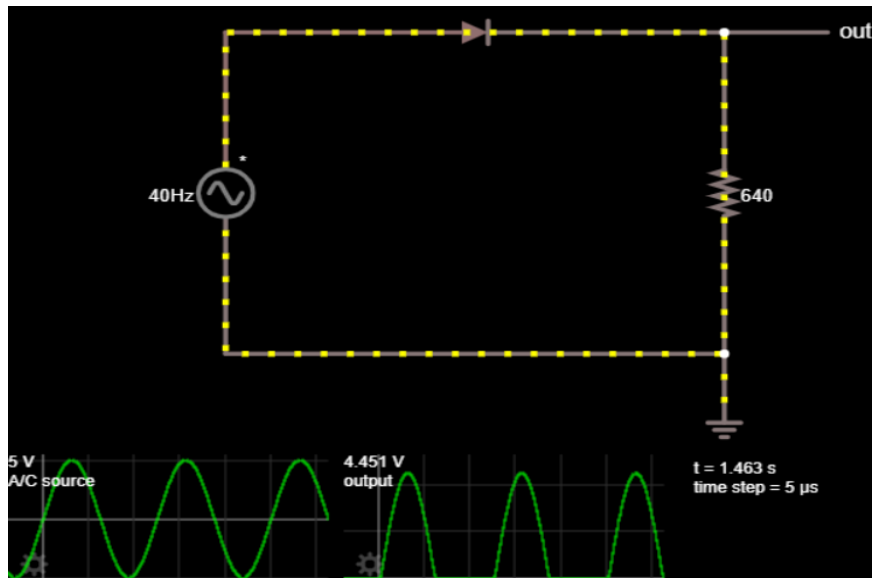 out
*
40Hz
640
5 V
A/C source
4.451 V
output
t = 1.463 s
time step = 5 µs